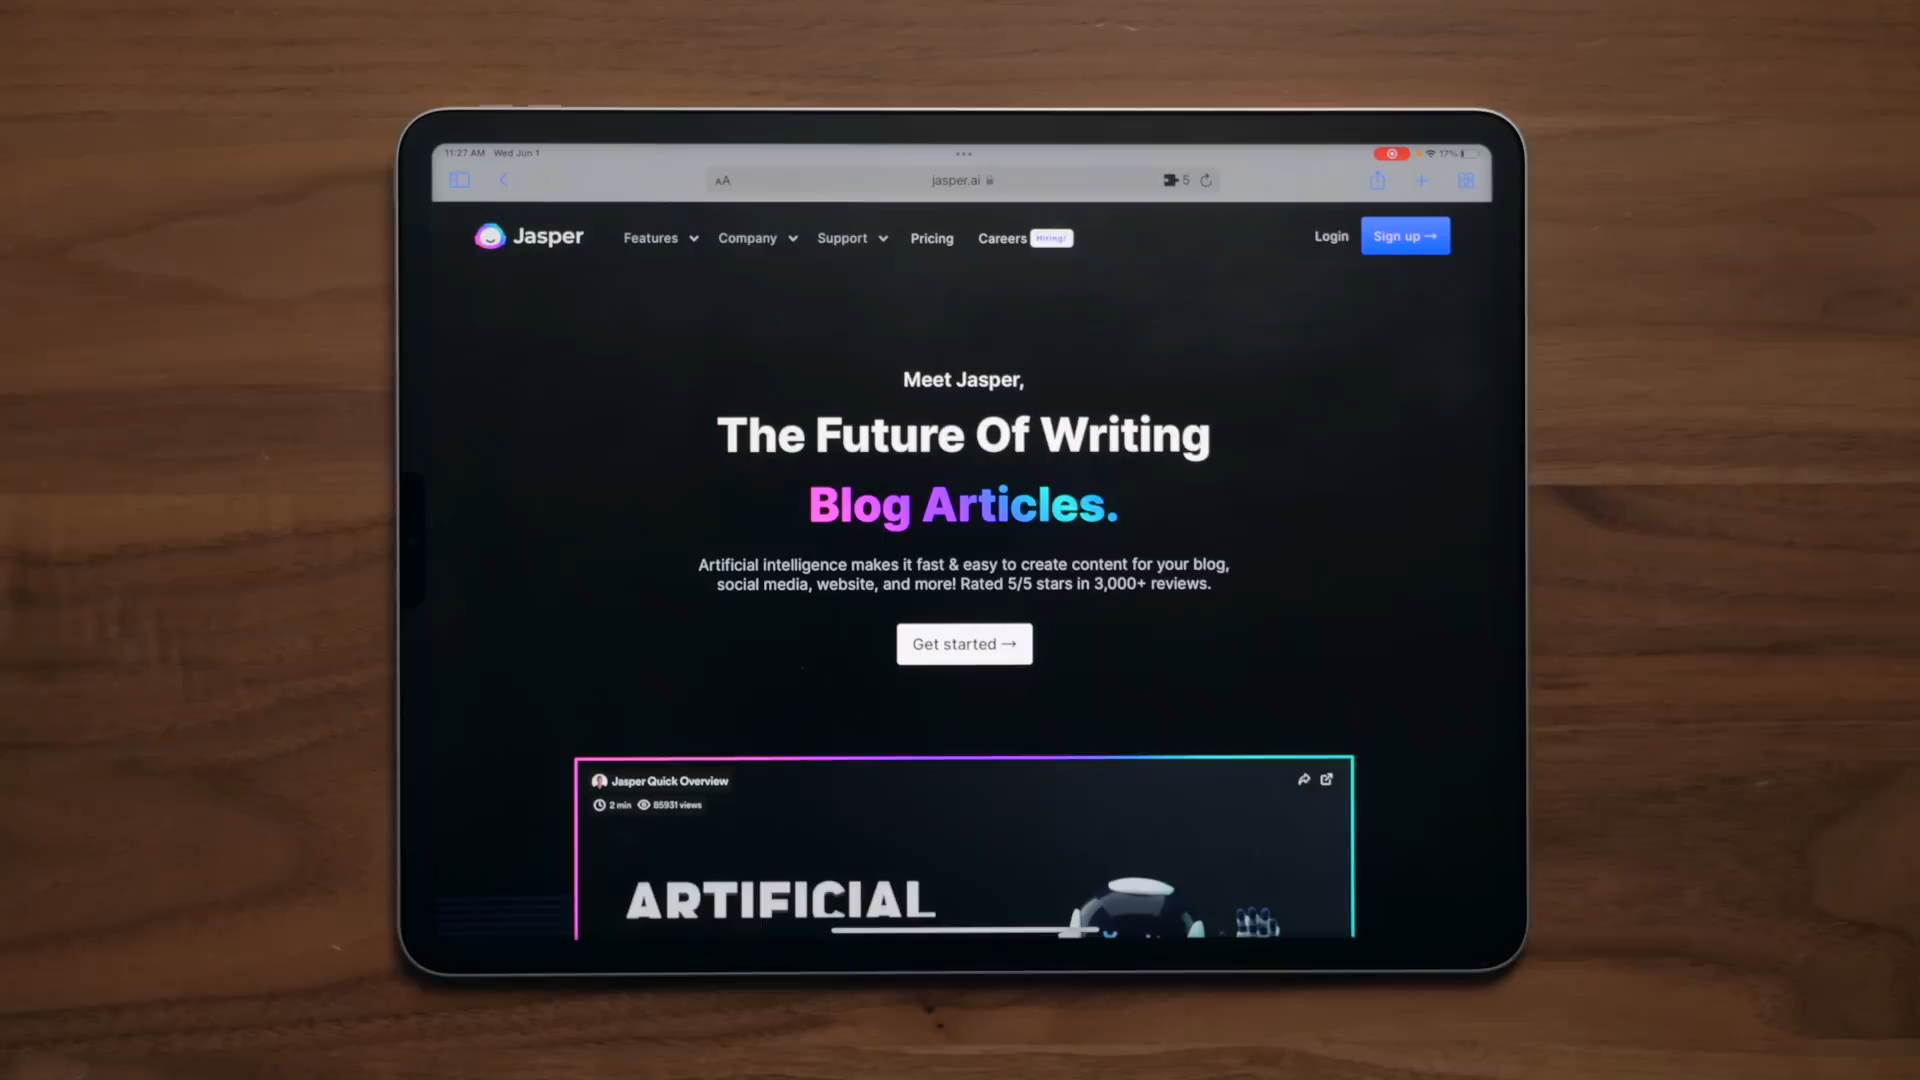 11:27 AM Wed Jun 1
17%
AA
jasper.ai
5
Jasper
Features
Company
Support
Pricing
Careers Hiring!
Login
Sign up →
Meet Jasper,
The Future Of Writing
Blog Articles.
Artificial intelligence makes it fast & easy to create content for your blog,
social media, website, and more! Rated 5/5 stars in 3,000+ reviews.
Get started →
Jasper Quick Overview
2 min 85931 views
ARTIFICIAL